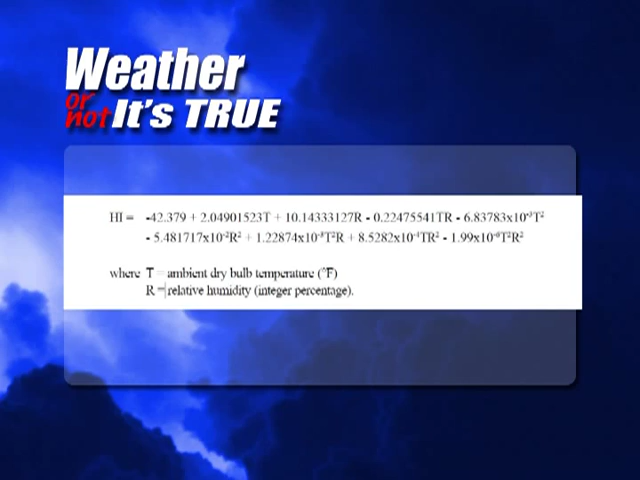 Weather
or
not It's TRUE
HI = -42.379 + 2.04901523T + 10.14333127R - 0.22475541TR - 6.83783x10⁻³T²
- 5.481717x10⁻²R² + 1.22874x10⁻³T²R + 8.5282x10⁻⁴TR² - 1.99x10⁻⁶T²R²
where T = ambient dry bulb temperature (°F)
R = relative humidity (integer percentage).